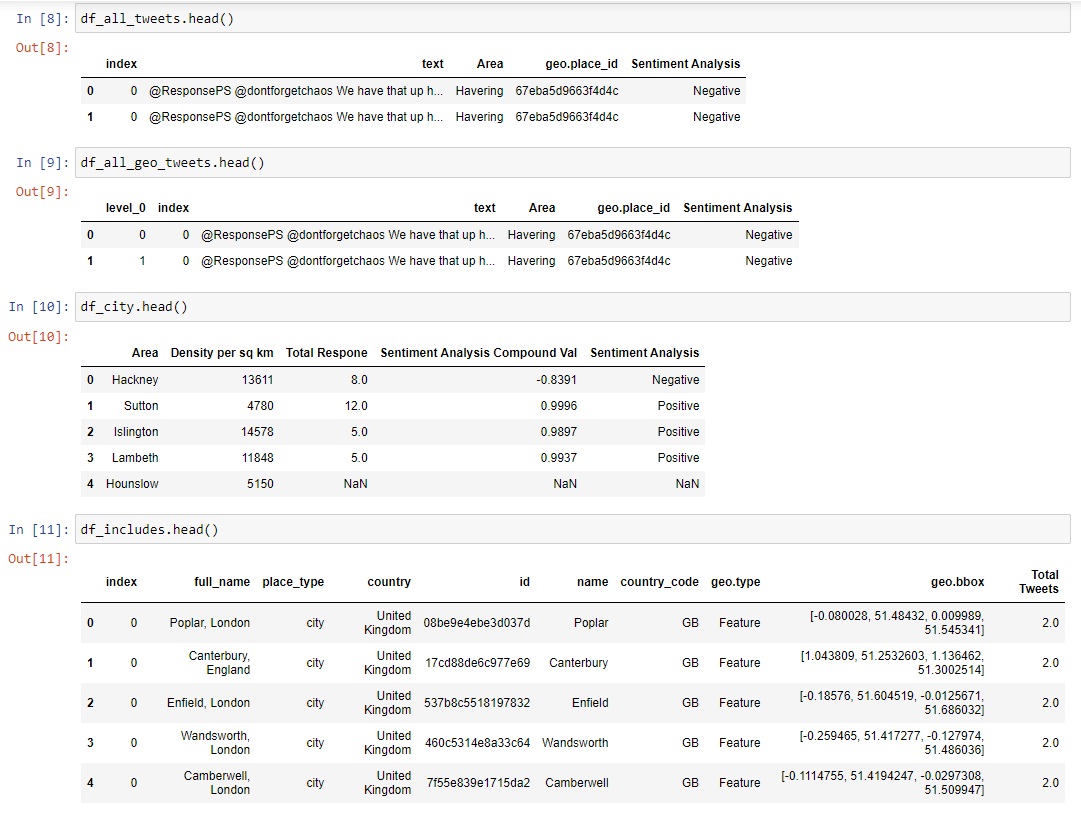 In [8]: df_all_tweets.head()
Out[8]:
index text Area geo.place_id Sentiment Analysis
0 0 @ResponsePS @dontforgetchaos We have that up h... Havering 67eba5d9663f4d4c Negative
1 0 @ResponsePS @dontforgetchaos We have that up h... Havering 67eba5d9663f4d4c Negative
In [9]: df_all_geo_tweets.head()
Out[9]:
level_0 index text Area geo.place_id Sentiment Analysis
0 0 0 @ResponsePS @dontforgetchaos We have that up h... Havering 67eba5d9663f4d4c Negative
1 1 0 @ResponsePS @dontforgetchaos We have that up h... Havering 67eba5d9663f4d4c Negative
In [10]: df_city.head()
Out[10]:
Area Density per sq km Total Respone Sentiment Analysis Compound Val Sentiment Analysis
0 Hackney 13611 8.0 -0.8391 Negative
1 Sutton 4780 12.0 0.9996 Positive
2 Islington 14578 5.0 0.9897 Positive
3 Lambeth 11848 5.0 0.9937 Positive
4 Hounslow 5150 NaN NaN NaN
In [11]: df_includes.head()
Out[11]:
index full_name place_type country id name country_code geo.type geo.bbox Total
Tweets
0 0 Poplar, London city United 08be9e4ebe3d037d Poplar GB Feature [-0.080028, 51.48432, 0.009989, 2.0
Kingdom 51.545341]
1 0 Canterbury, city United 17cd88de6c977e69 Canterbury GB Feature [1.043809, 51.2532603, 1.136462, 2.0
England Kingdom 51.3002514]
2 0 Enfield, London city United 537b8c5518197832 Enfield GB Feature [-0.18576, 51.604519, -0.0125671, 2.0
Kingdom 51.686032]
3 0 Wandsworth, city United 460c5314e8a33c64 Wandsworth GB Feature [-0.259465, 51.417277, -0.127974, 2.0
London Kingdom 51.486036]
4 0 Camberwell, city United 7f55e839e1715da2 Camberwell GB Feature [-0.1114755, 51.4194247, -0.0297308, 2.0
London Kingdom 51.509947]